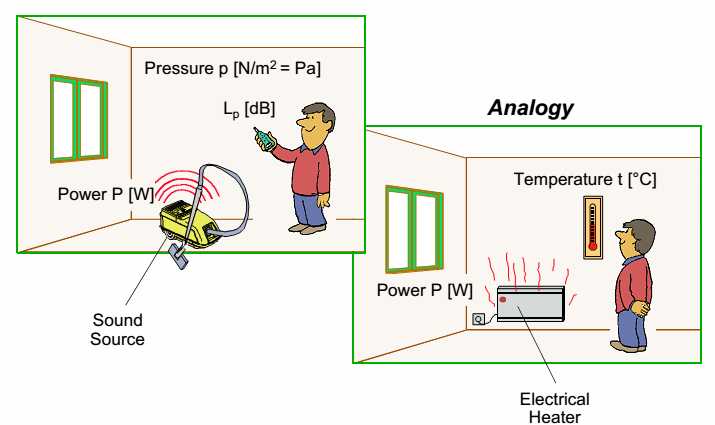 Pressure p [N/m² = Pa]
Lₚ [dB]
Power P [W]
Sound
Source
Analogy
Temperature t [°C]
Power P [W]
Electrical
Heater